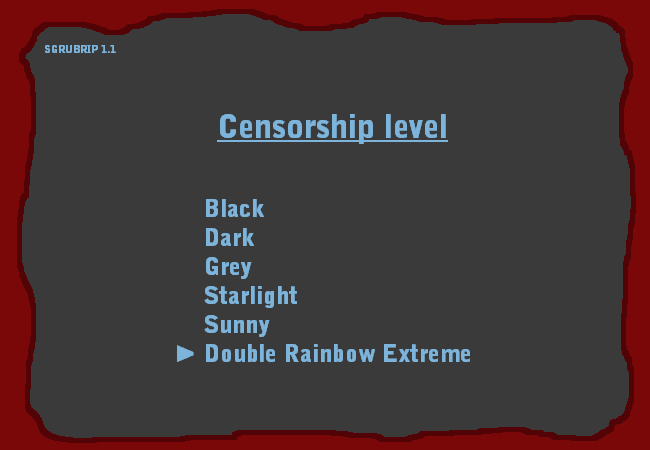 SGRUBRIP 1.1
Censorship level
Black
Dark
Grey
Starlight
Sunny
Double Rainbow Extreme